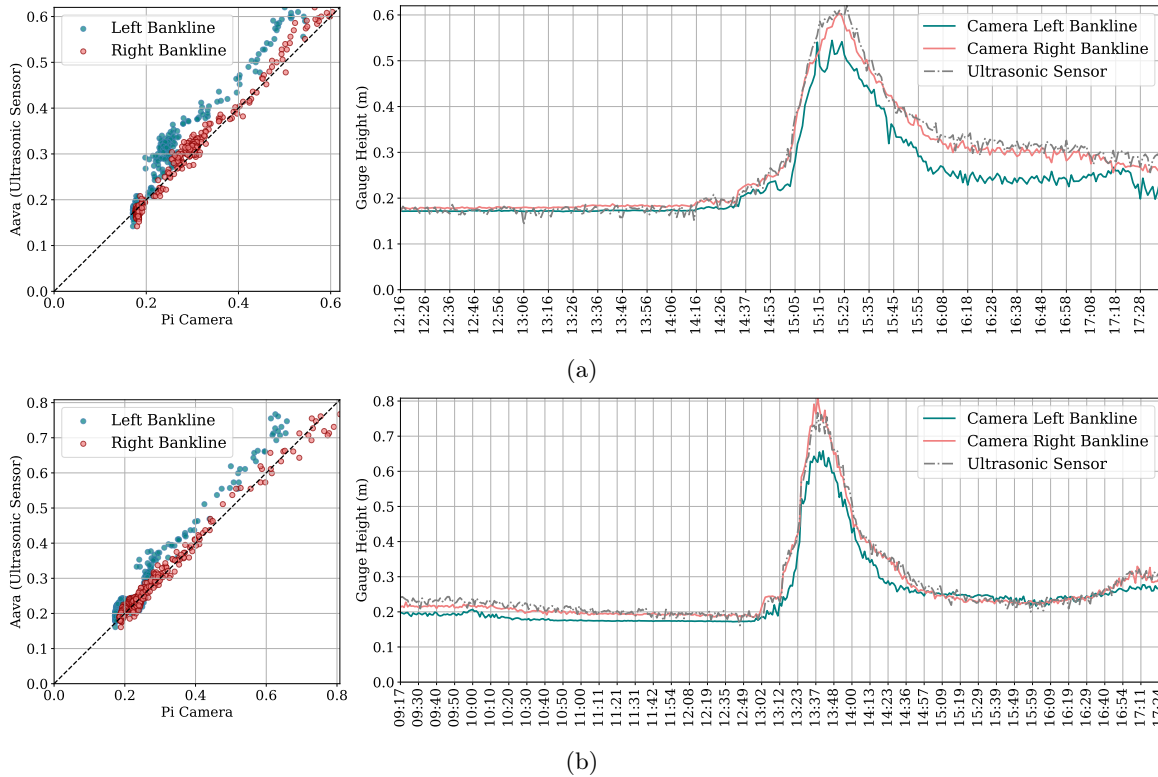 Left Bankline
Right Bankline
0.6
0.5
0.4
0.3
0.2
0.1
0.0
Aava (Ultrasonic Sensor)
0.0 0.2 0.4 0.6
Pi Camera
Camera Left Bankline
Camera Right Bankline
Ultrasonic Sensor
0.6
0.5
0.4
0.3
0.2
0.1
0.0
Gauge Height (m)
12:16 12:26 12:36 12:46 12:56 13:06 13:16 13:26 13:36 13:46 13:56 14:06 14:16 14:26 14:37 14:53 15:05 15:15 15:25 15:35 15:45 15:55 16:08 16:18 16:28 16:38 16:48 16:58 17:08 17:18 17:28
(a)
Left Bankline
Right Bankline
0.8
0.7
0.6
0.5
0.4
0.3
0.2
0.1
0.0
Aava (Ultrasonic Sensor)
0.0 0.2 0.4 0.6 0.8
Pi Camera
Camera Left Bankline
Camera Right Bankline
Ultrasonic Sensor
0.8
0.7
0.6
0.5
0.4
0.3
0.2
0.1
0.0
Gauge Height (m)
09:17 09:30 09:40 09:50 10:00 10:10 10:20 10:30 10:40 10:50 11:00 11:11 11:21 11:31 11:42 11:54 12:08 12:19 12:35 12:49 13:02 13:12 13:23 13:37 13:48 14:00 14:13 14:23 14:36 14:57 15:09 15:19 15:29 15:39 15:49 15:59 16:09 16:19 16:29 16:40 16:54 17:11 17:24
(b)